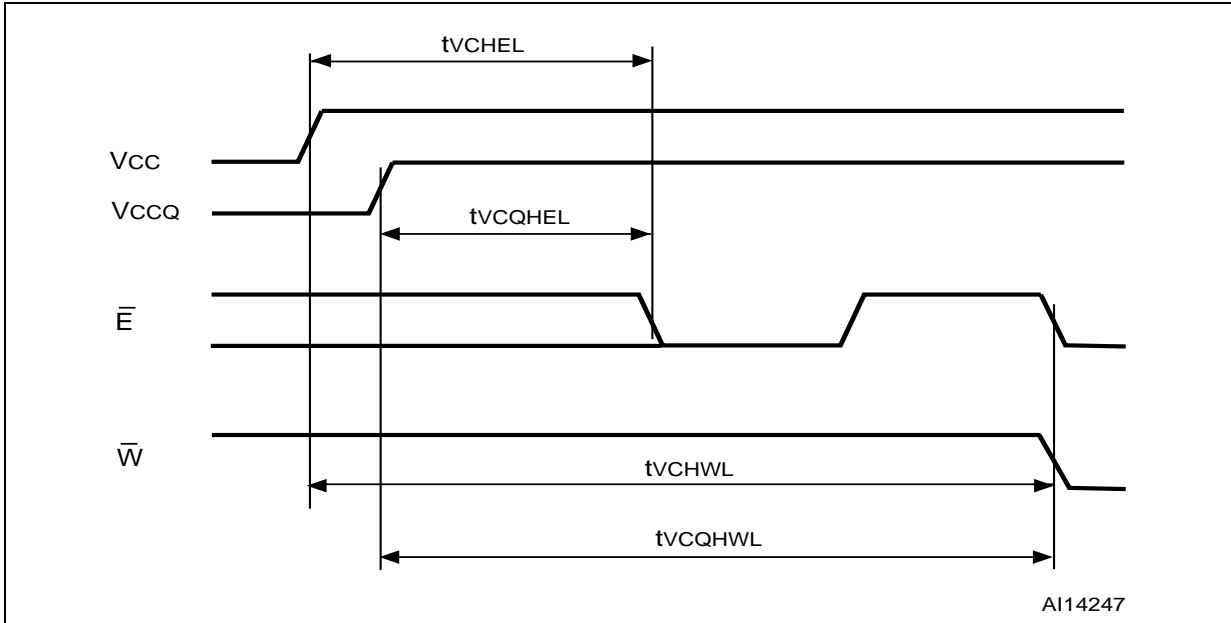 tVCHEL
VCC
VCCQ
tVCQHEL
E̅
W̅
tVCHWL
tVCQHWL
AI14247